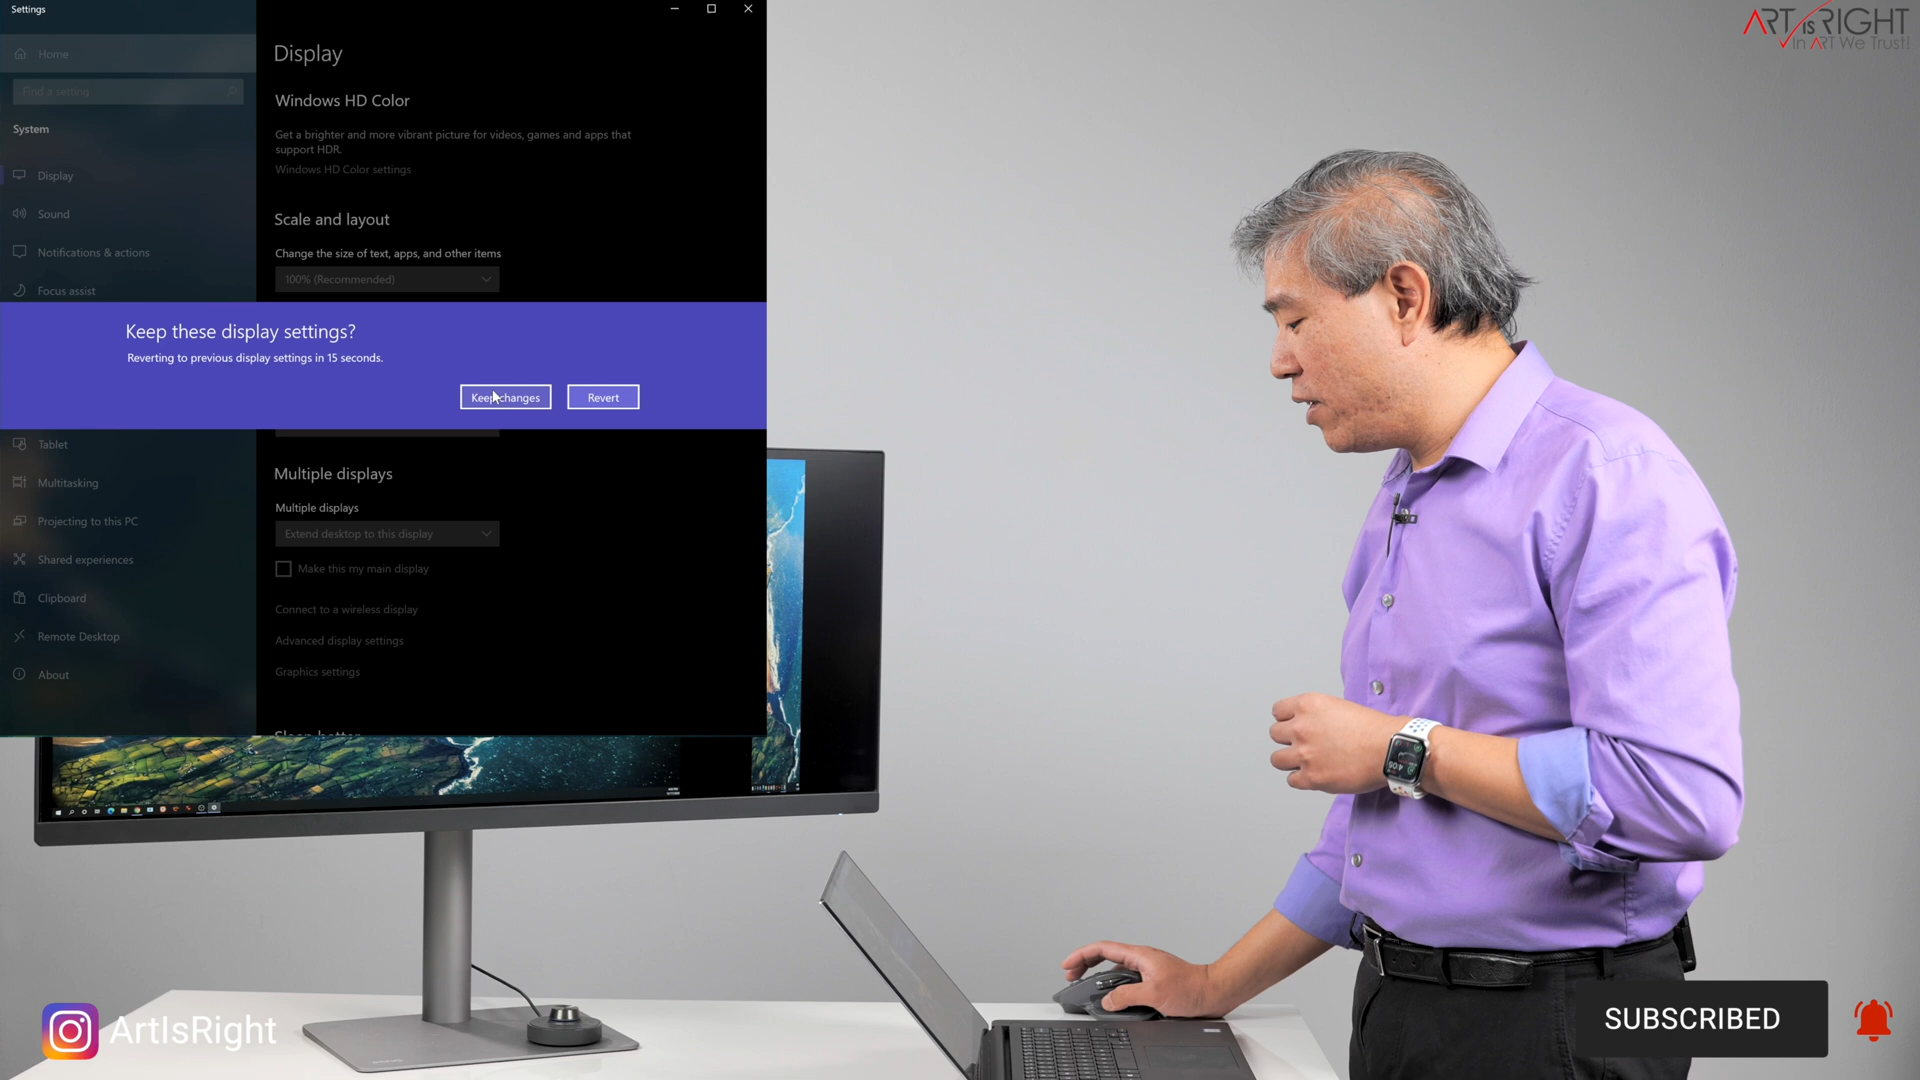 Settings
Home
Find a setting
System
Display
Sound
Notifications & actions
Focus assist
Tablet
Multitasking
Projecting to this PC
Shared experiences
Clipboard
Remote Desktop
About
Display
Windows HD Color
Get a brighter and more vibrant picture for videos, games and apps that
support HDR.
Windows HD Color settings
Scale and layout
Change the size of text, apps, and other items
100% (Recommended)
Keep these display settings?
Reverting to previous display settings in 15 seconds.
Keep changes
Revert
Multiple displays
Multiple displays
Extend desktop to this display
Make this my main display
Connect to a wireless display
Advanced display settings
Graphics settings
Sleep better
ART is RIGHT
In ART We Trust!
ArtIsRight
SUBSCRIBED